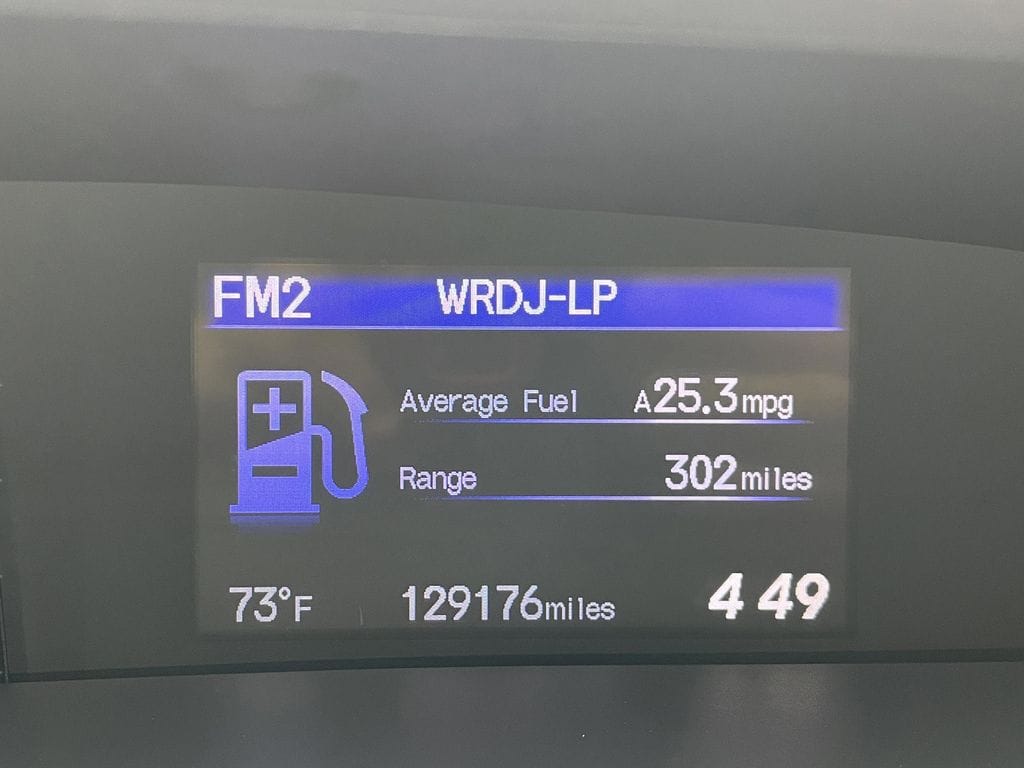 FM2 WRDJ-LP
Average Fuel A25.3mpg
Range 302miles
73°F 129176miles 4 49